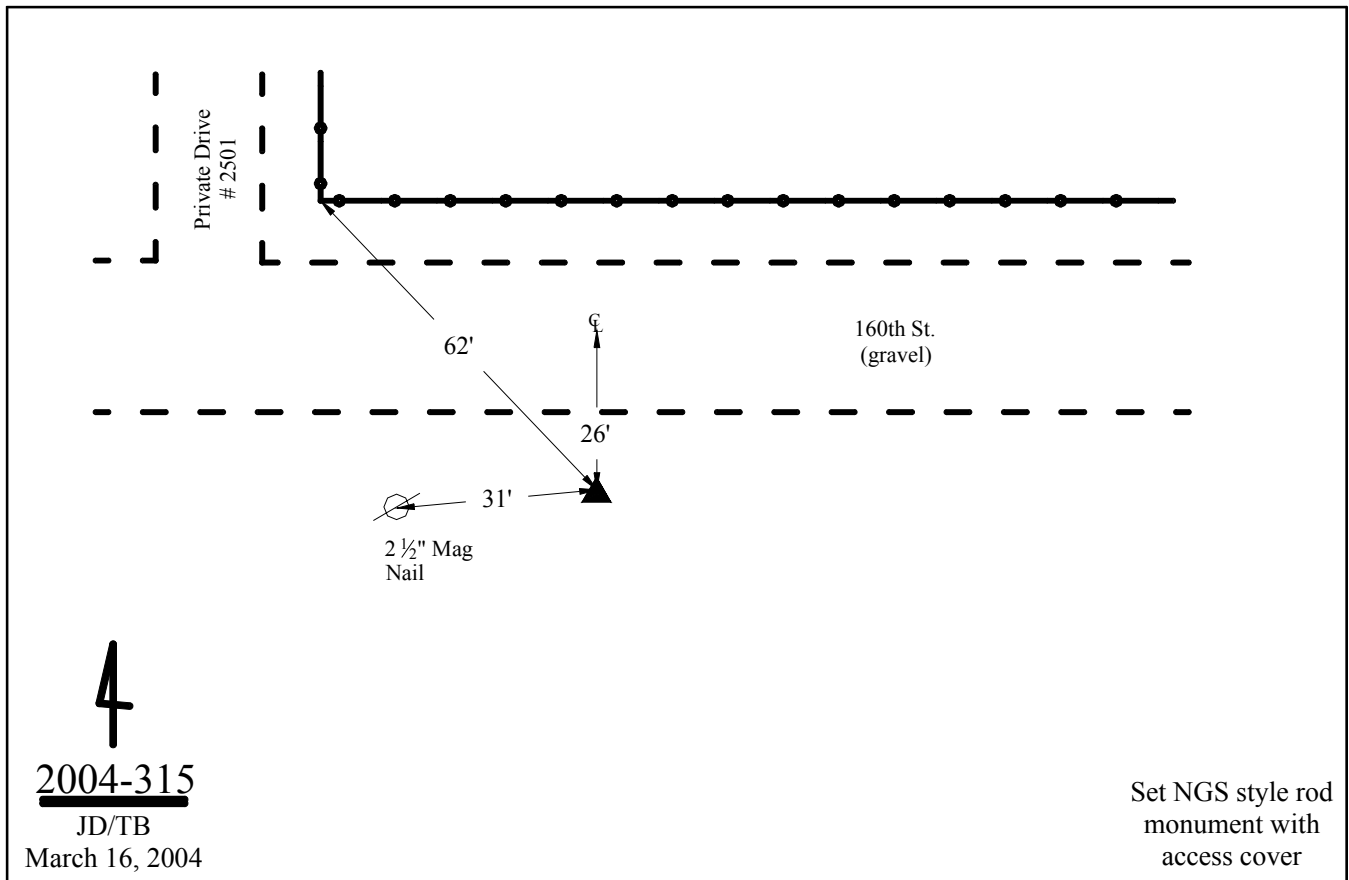 Private Drive
# 2501
℄
160th St.
(gravel)
62'
26'
31'
2 ½" Mag
Nail
2004-315
JD/TB
March 16, 2004
Set NGS style rod
monument with
access cover